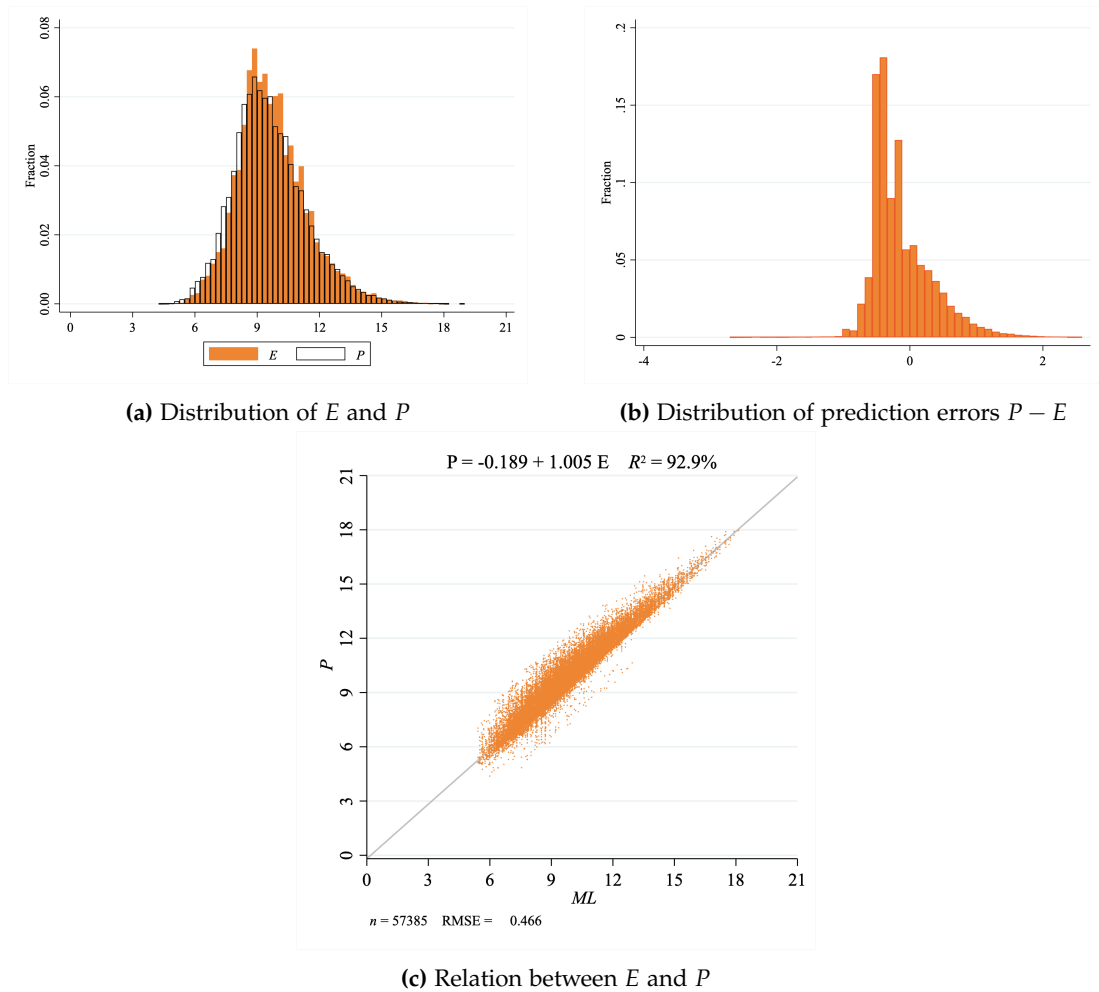 0.08
0.06
0.04
0.02
0.00
Fraction
0 3 6 9 12 15 18 21
E P
(a) Distribution of E and P
.2
.15
.1
.05
0
Fraction
-4 -2 0 2
(b) Distribution of prediction errors P − E
P = -0.189 + 1.005 E R² = 92.9%
21
18
15
12
9
6
3
0
P
0 3 6 9 12 15 18 21
ML
n = 57385 RMSE = 0.466
(c) Relation between E and P